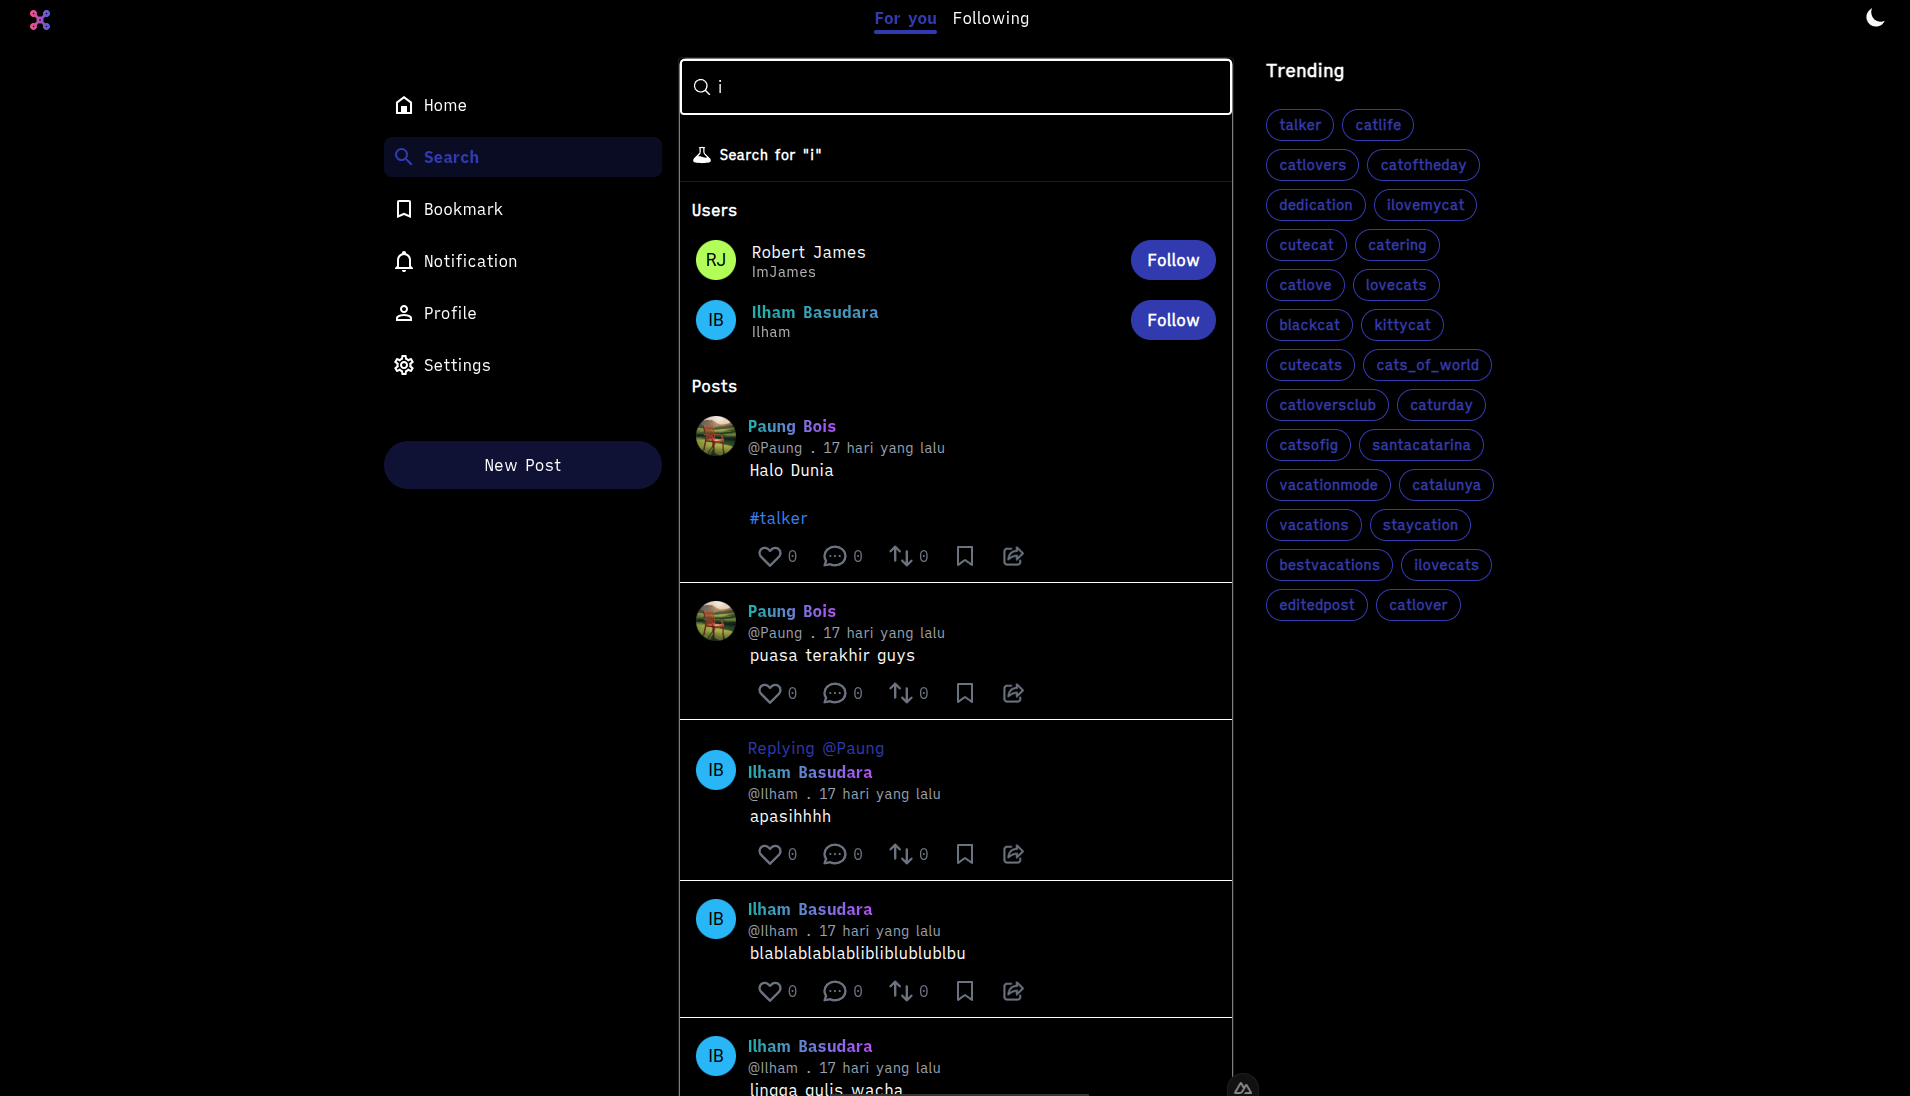 For you Following
Home
Search
Bookmark
Notification
Profile
Settings
New Post
i
Search for "i"
Users
RJ Robert James
ImJames
Follow
IB Ilham Basudara
Ilham
Follow
Posts
Paung Bois
@Paung . 17 hari yang lalu
Halo Dunia
#talker
0 0 0
Paung Bois
@Paung . 17 hari yang lalu
puasa terakhir guys
0 0 0
Replying @Paung
IB Ilham Basudara
@Ilham . 17 hari yang lalu
apasihhhh
0 0 0
IB Ilham Basudara
@Ilham . 17 hari yang lalu
blablablablablibliblublublbu
0 0 0
IB Ilham Basudara
@Ilham . 17 hari yang lalu
lingga gulis wacha
Trending
talker catlife
catlovers catoftheday
dedication ilovemycat
cutecat catering
catlove lovecats
blackcat kittycat
cutecats cats_of_world
catloversclub caturday
catsofig santacatarina
vacationmode catalunya
vacations staycation
bestvacations ilovecats
editedpost catlover